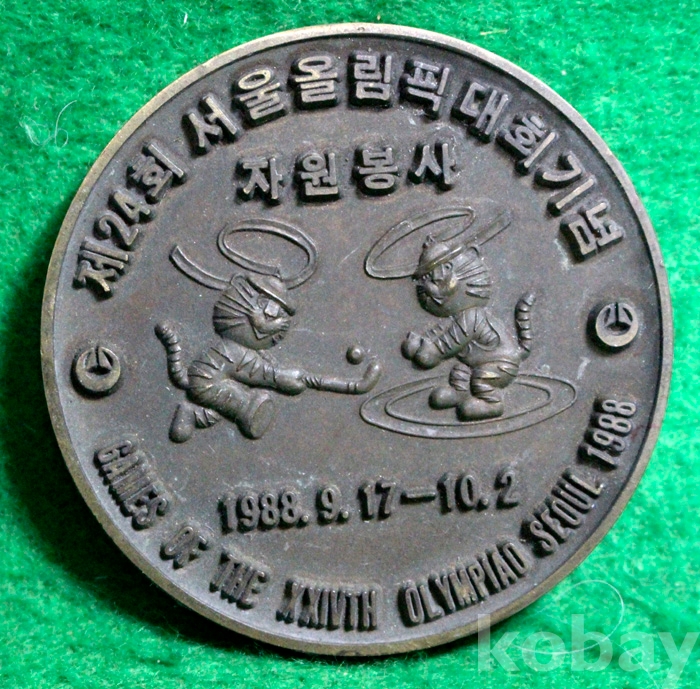 제24회 서울올림픽대회기념
자원봉사
1988. 9. 17—10. 2
GAMES OF THE XXIVTH OLYMPIAD SEOUL 1988
kobay